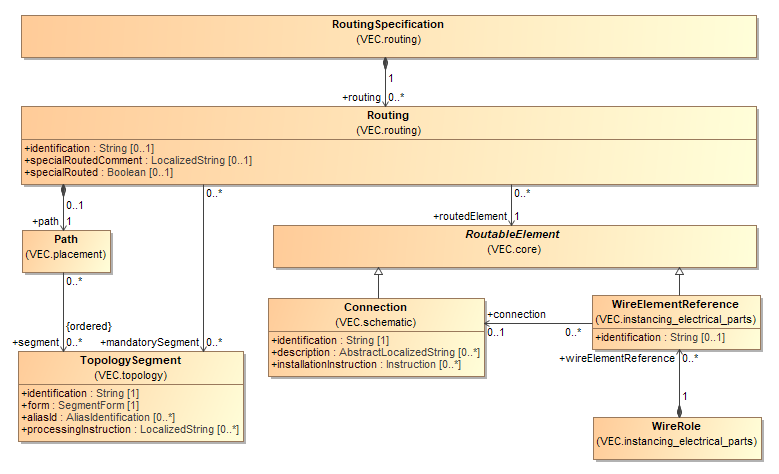 RoutingSpecification
(VEC.routing)
1
+routing 0..*
Routing
(VEC.routing)
+identification : String [0..1]
+specialRoutedComment : LocalizedString [0..1]
+specialRouted : Boolean [0..1]
0..1
+path 1
0..*
0..*
+routedElement 1
Path
(VEC.placement)
RoutableElement
(VEC.core)
0..*
{ordered}
+segment 0..*
+mandatorySegment 0..*
Connection
(VEC.schematic)
+identification : String [1]
+description : AbstractLocalizedString [0..*]
+installationInstruction : Instruction [0..*]
+connection
0..1
0..*
WireElementReference
(VEC.instancing_electrical_parts)
+identification : String [0..1]
TopologySegment
(VEC.topology)
+identification : String [1]
+form : SegmentForm [1]
+aliasId : AliasIdentification [0..*]
+processingInstruction : LocalizedString [0..*]
+wireElementReference 0..*
1
WireRole
(VEC.instancing_electrical_parts)